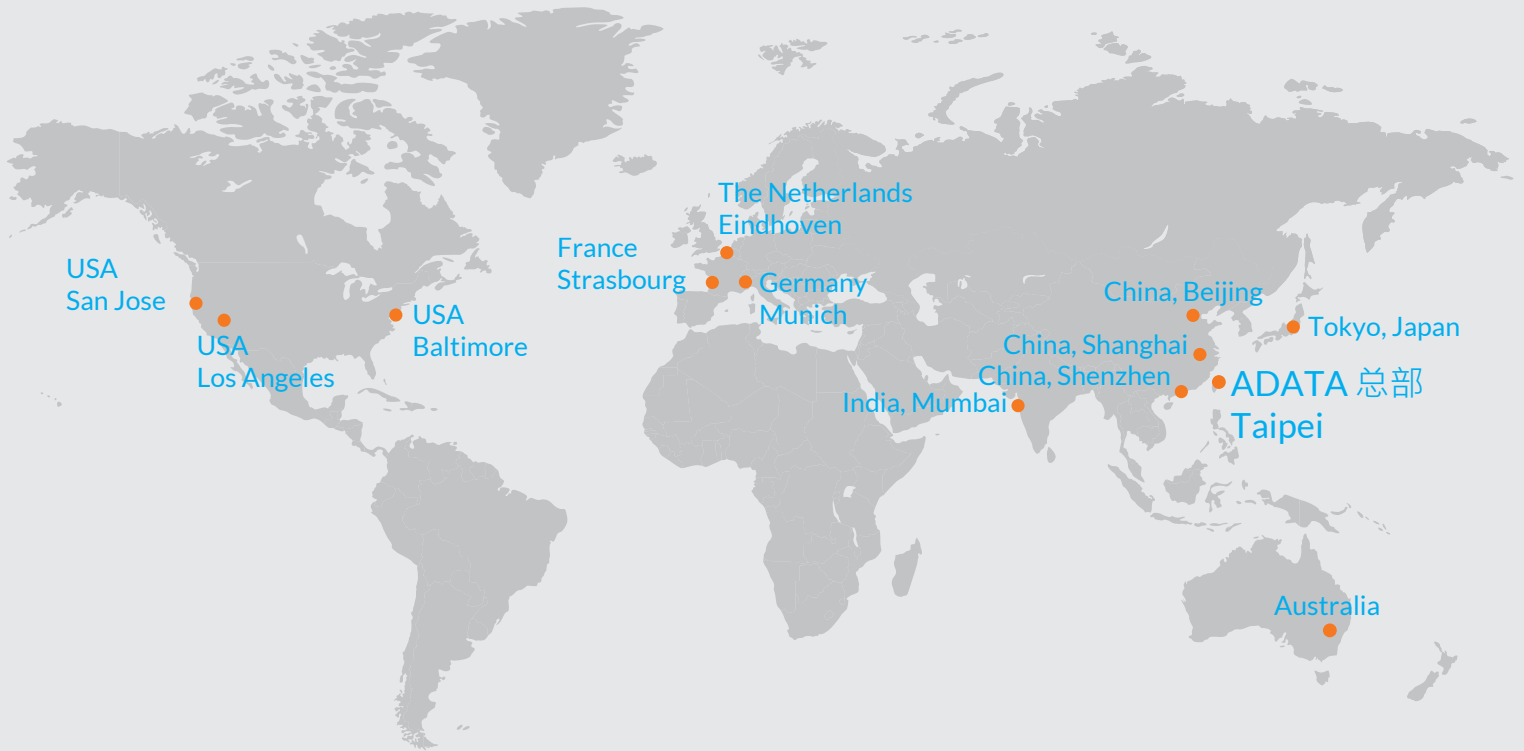 The Netherlands
Eindhoven
France
Strasbourg
Germany
Munich
USA
San Jose
USA
Los Angeles
USA
Baltimore
China, Beijing
Tokyo, Japan
China, Shanghai
China, Shenzhen
ADATA 总部
Taipei
India, Mumbai
Australia